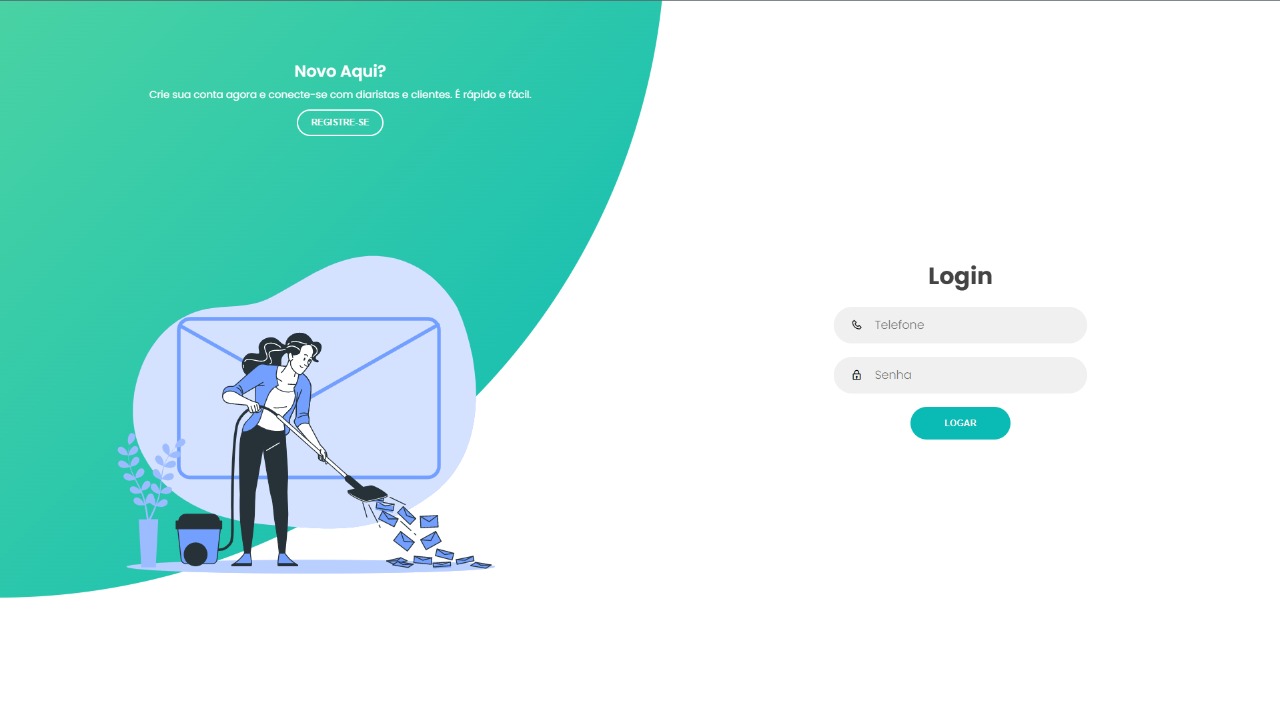 Novo Aqui?
Crie sua conta agora e conecte-se com diaristas e clientes. É rápido e fácil.
REGISTRE-SE
Login
Telefone
Senha
LOGAR